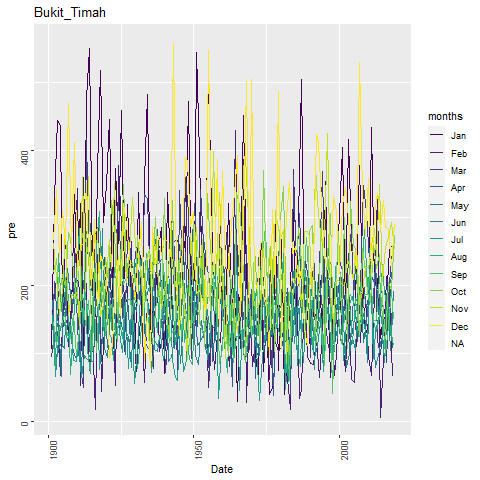 Bukit_Timah
pre
400
200
0
1900
1950
2000
Date
months
Jan
Feb
Mar
Apr
May
Jun
Jul
Aug
Sep
Oct
Nov
Dec
NA